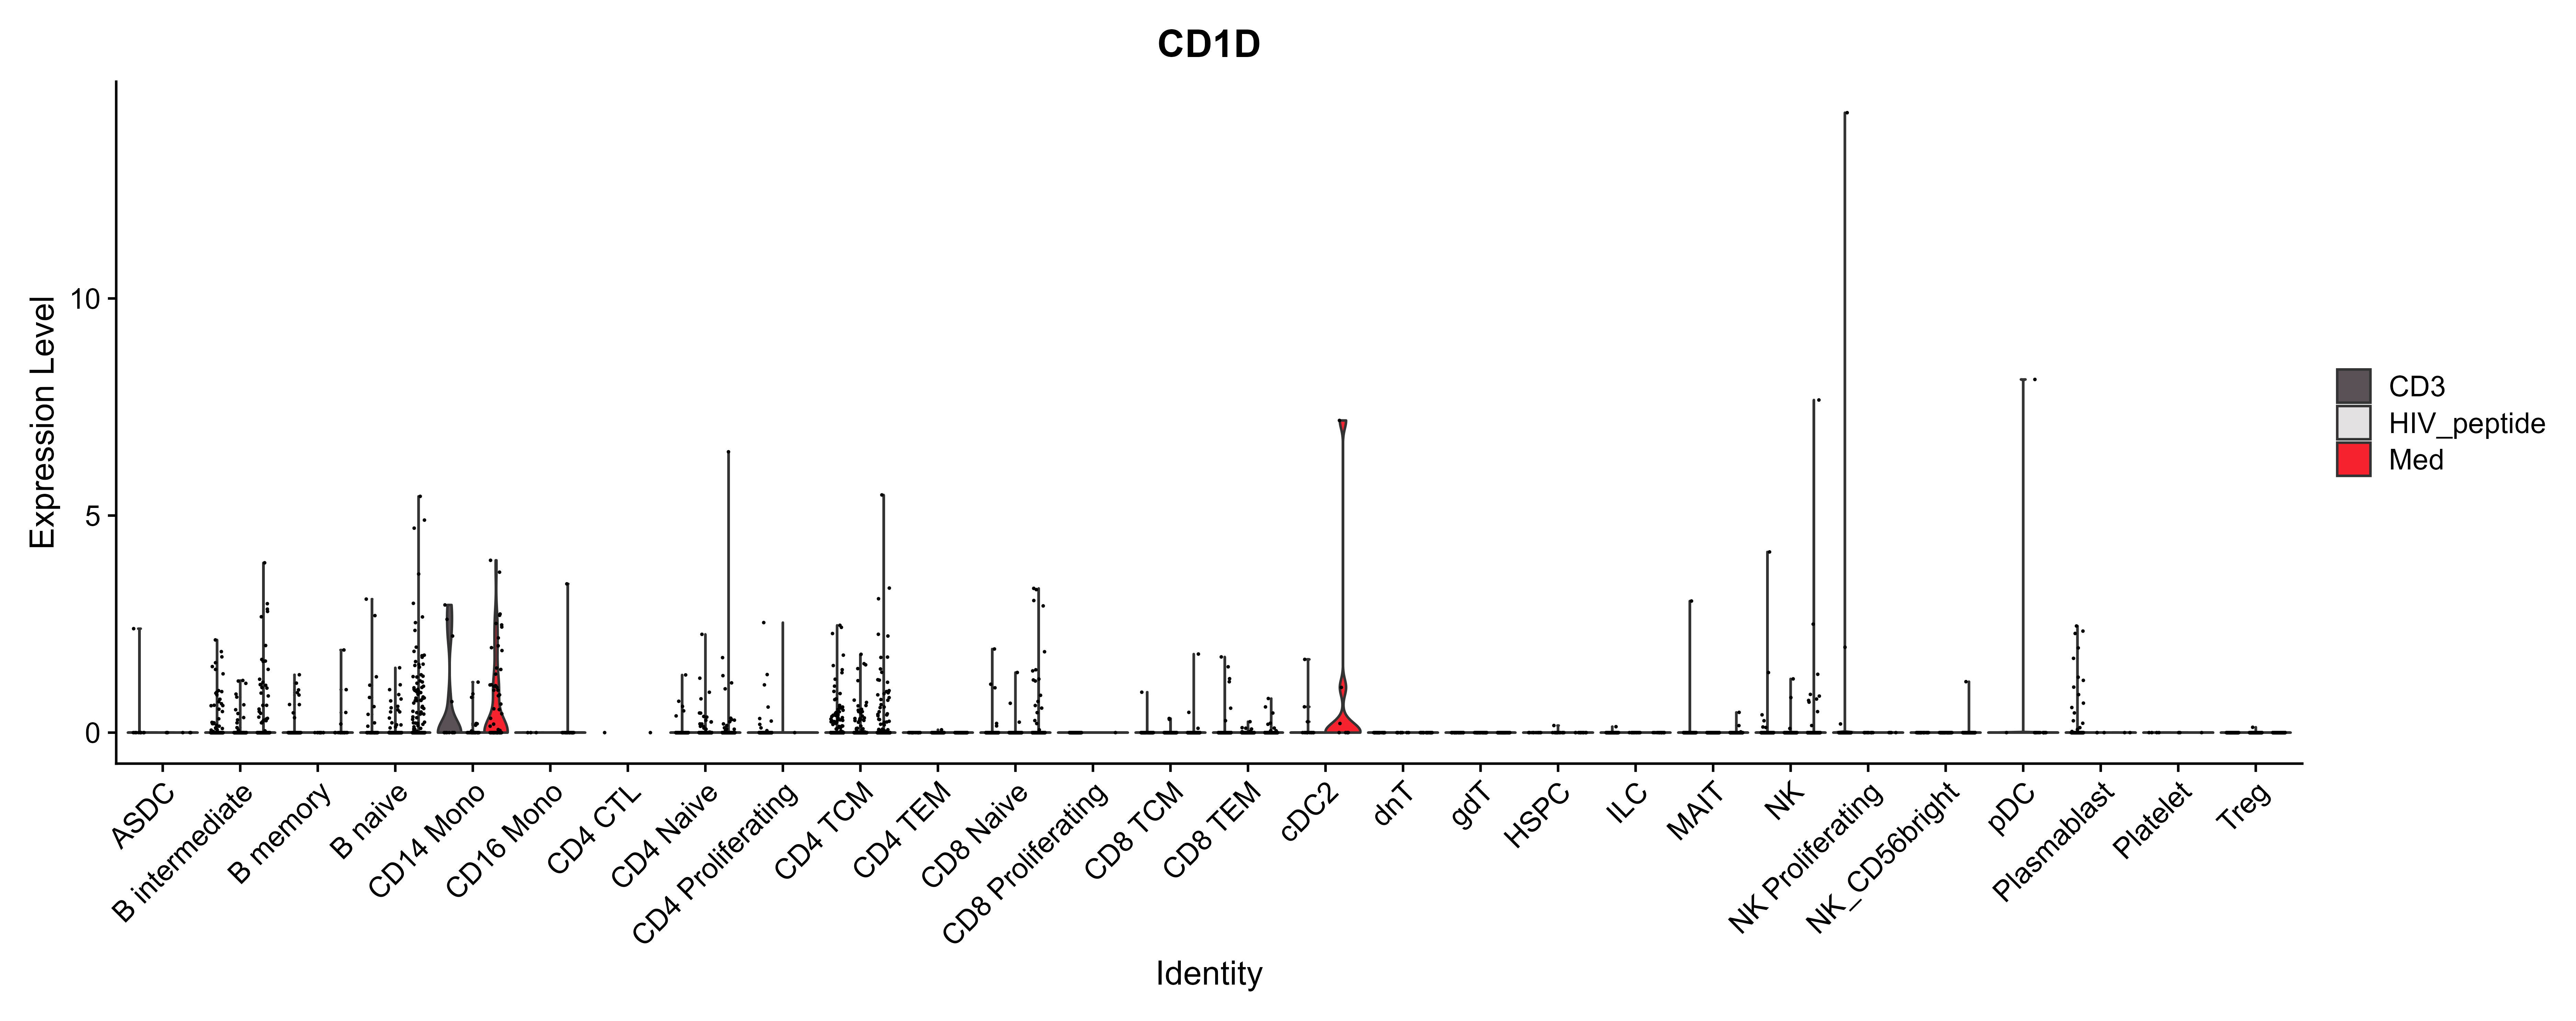 CD1D
Expression Level
10
5
0
ASDC
B intermediate
B memory
B naive
CD14 Mono
CD16 Mono
CD4 CTL
CD4 Naive
CD4 Proliferating
CD4 TCM
CD4 TEM
CD8 Naive
CD8 Proliferating
CD8 TCM
CD8 TEM
cDC2
dnT
gdT
HSPC
ILC
MAIT
NK
NK Proliferating
NK_CD56bright
pDC
Plasmablast
Platelet
Treg
Identity
CD3
HIV_peptide
Med